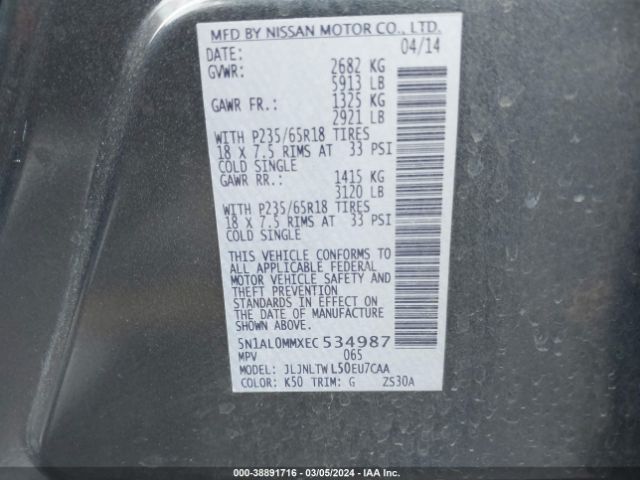 MFD BY NISSAN MOTOR CO., LTD.
DATE: 04/14
GVWR: 2682 KG
5913 LB
GAWR FR.: 1325 KG
2921 LB
WITH P235/65R18 TIRES
18 X 7.5 RIMS AT 33 PSI
COLD SINGLE
GAWR RR.: 1415 KG
3120 LB
WITH P235/65R18 TIRES
18 X 7.5 RIMS AT 33 PSI
COLD SINGLE
THIS VEHICLE CONFORMS TO
ALL APPLICABLE FEDERAL
MOTOR VEHICLE SAFETY AND
THEFT PREVENTION
STANDARDS IN EFFECT ON
THE DATE OF MANUFACTURE
SHOWN ABOVE.
5N1AL0MMXEC534987
MPV 065
MODEL: JLJNLTWL50EU7CAA
COLOR: K50 TRIM: G ZS30A
000-38891716 — 03/05/2024 — IAA Inc.